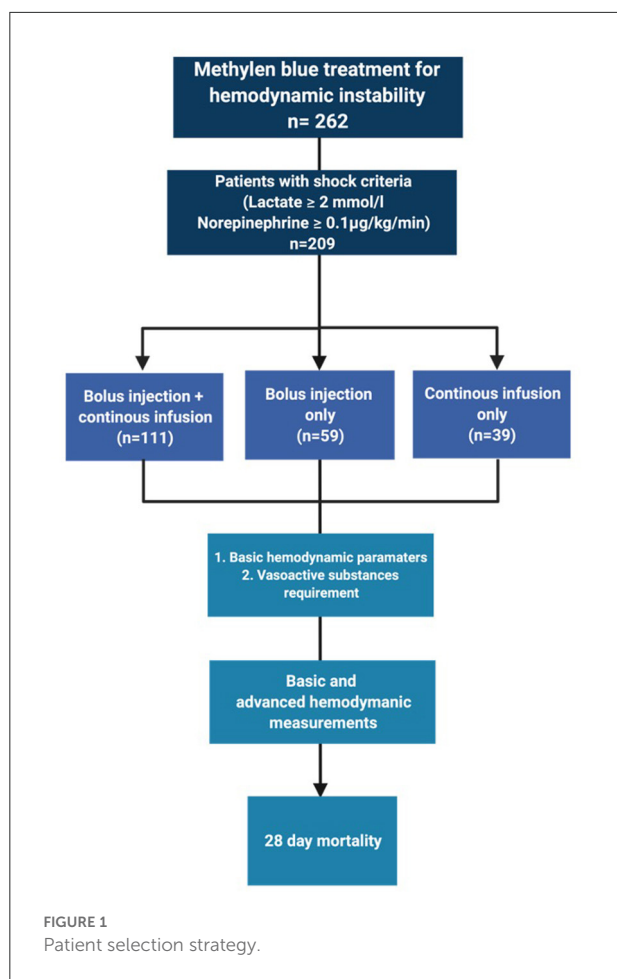 Methylen blue treatment for
hemodynamic instability
n= 262
Patients with shock criteria
(Lactate ≥ 2 mmol/l
Norepinephrine ≥ 0.1µg/kg/min)
n=209
Bolus injection +
continous infusion
(n=111)
Bolus injection
only
(n=59)
Continous infusion
only
(n=39)
1. Basic hemodynamic paramaters
2. Vasoactive substances
requirement
Basic and
advanced hemodymanic
measurements
28 day mortality
FIGURE 1
Patient selection strategy.